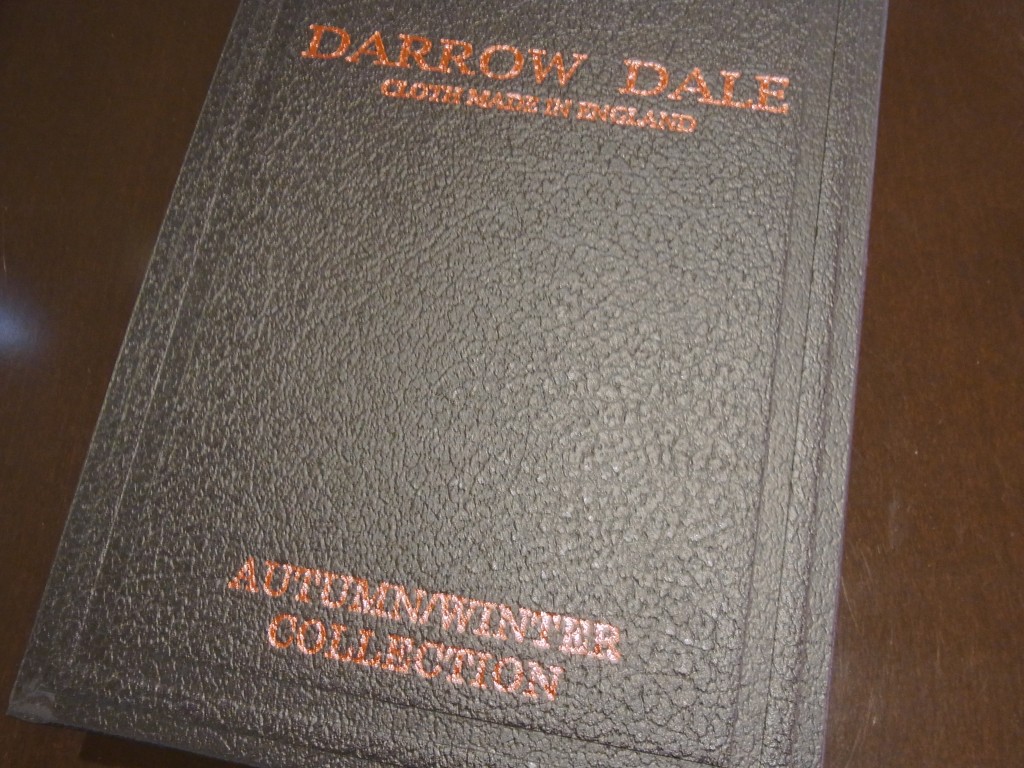 DARROW DALE
CLOTH MADE IN ENGLAND
AUTUMN/WINTER
COLLECTION